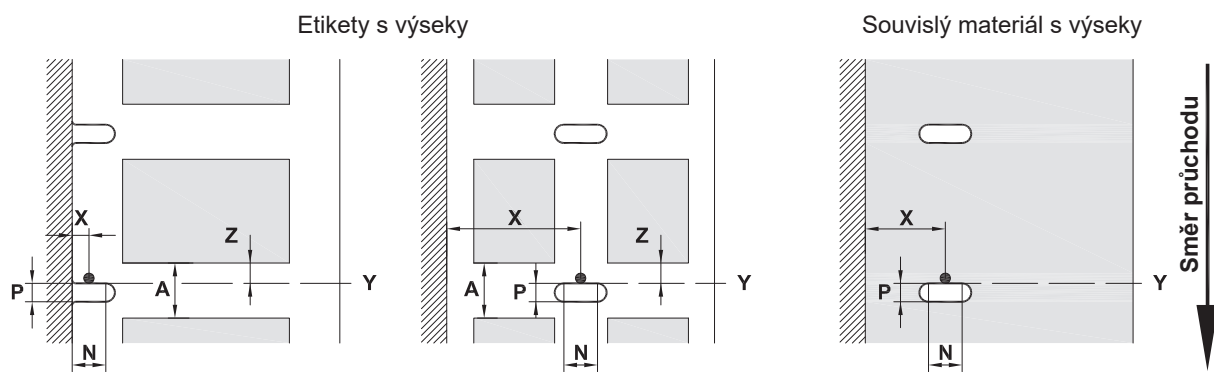 Etikety s výseky
Souvislý materiál s výseky
X
Z
P
A
Y
N
X
Z
A
P
Y
N
X
P
Y
N
Směr průchodu